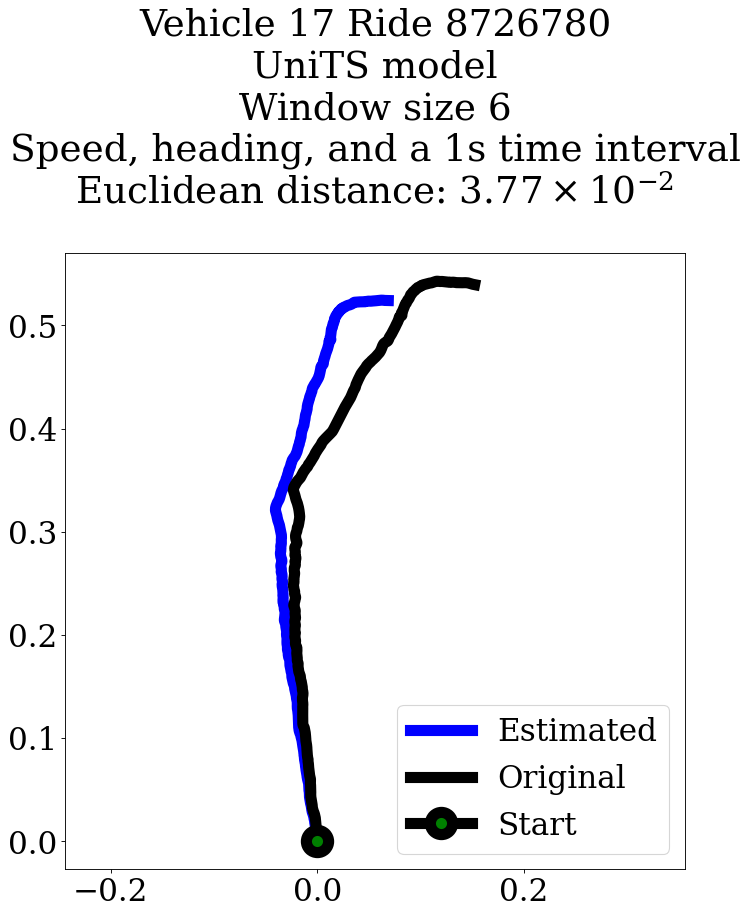 Vehicle 17 Ride 8726780
UniTS model
Window size 6
Speed, heading, and a 1s time interval
Euclidean distance: 3.77 × 10⁻²
0.5
0.4
0.3
0.2
0.1
0.0
Estimated
Original
Start
−0.2
0.0
0.2